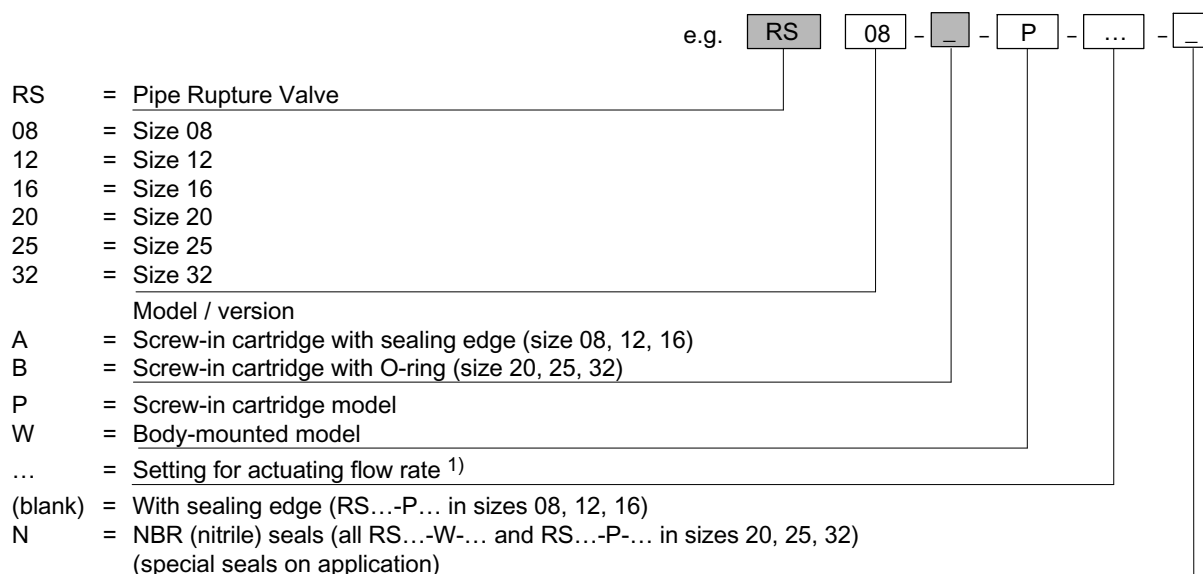 e.g. RS 08 – _ – P – … – _
RS = Pipe Rupture Valve
08 = Size 08
12 = Size 12
16 = Size 16
20 = Size 20
25 = Size 25
32 = Size 32
Model / version
A = Screw-in cartridge with sealing edge (size 08, 12, 16)
B = Screw-in cartridge with O-ring (size 20, 25, 32)
P = Screw-in cartridge model
W = Body-mounted model
… = Setting for actuating flow rate 1)
(blank) = With sealing edge (RS…-P… in sizes 08, 12, 16)
N = NBR (nitrile) seals (all RS…-W-… and RS…-P-… in sizes 20, 25, 32)
(special seals on application)